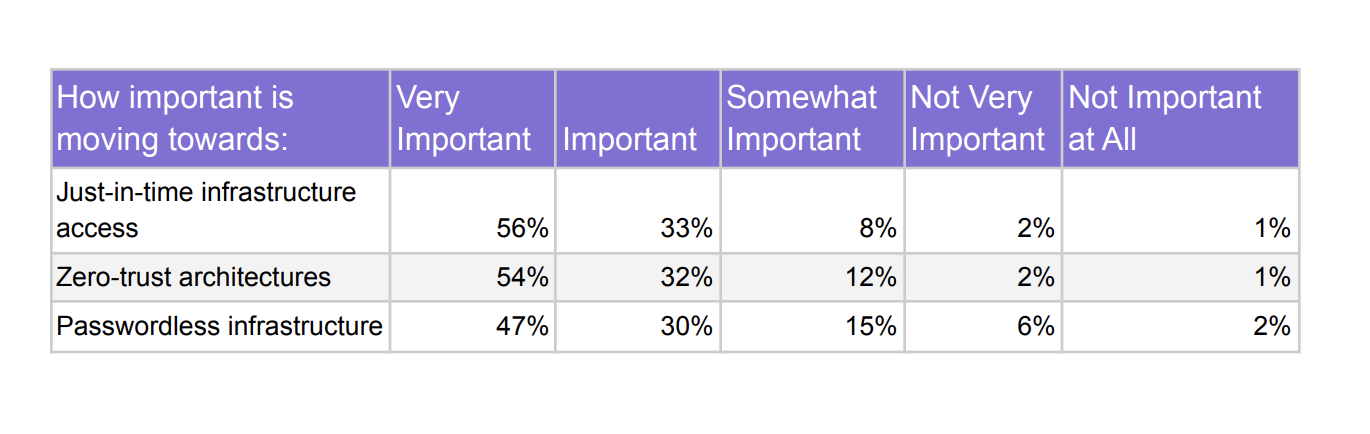 How important is moving towards: Very Important Important Somewhat Important Not Very Important Not Important at All
Just-in-time infrastructure access 56% 33% 8% 2% 1%
Zero-trust architectures 54% 32% 12% 2% 1%
Passwordless infrastructure 47% 30% 15% 6% 2%